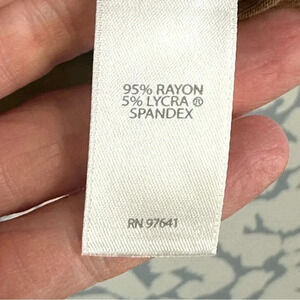 95% RAYON
5% LYCRA ®
SPANDEX
RN 97641